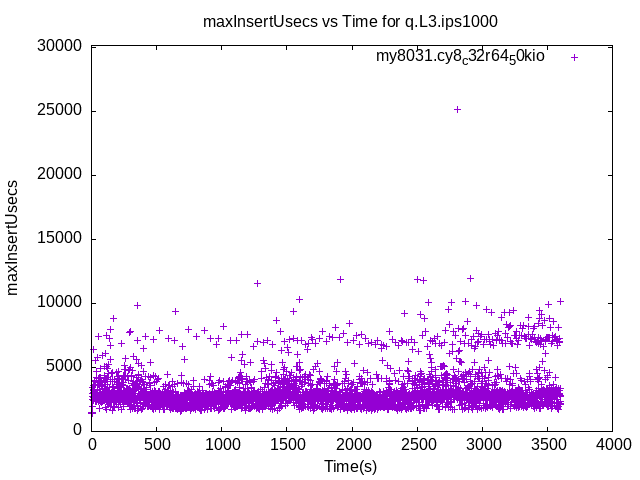 maxInsertUsecs vs Time for q.L3.ips1000
my8031.cy8c32r6450kio
maxInsertUsecs
30000
25000
20000
15000
10000
5000
0
0 500 1000 1500 2000 2500 3000 3500 4000
Time(s)